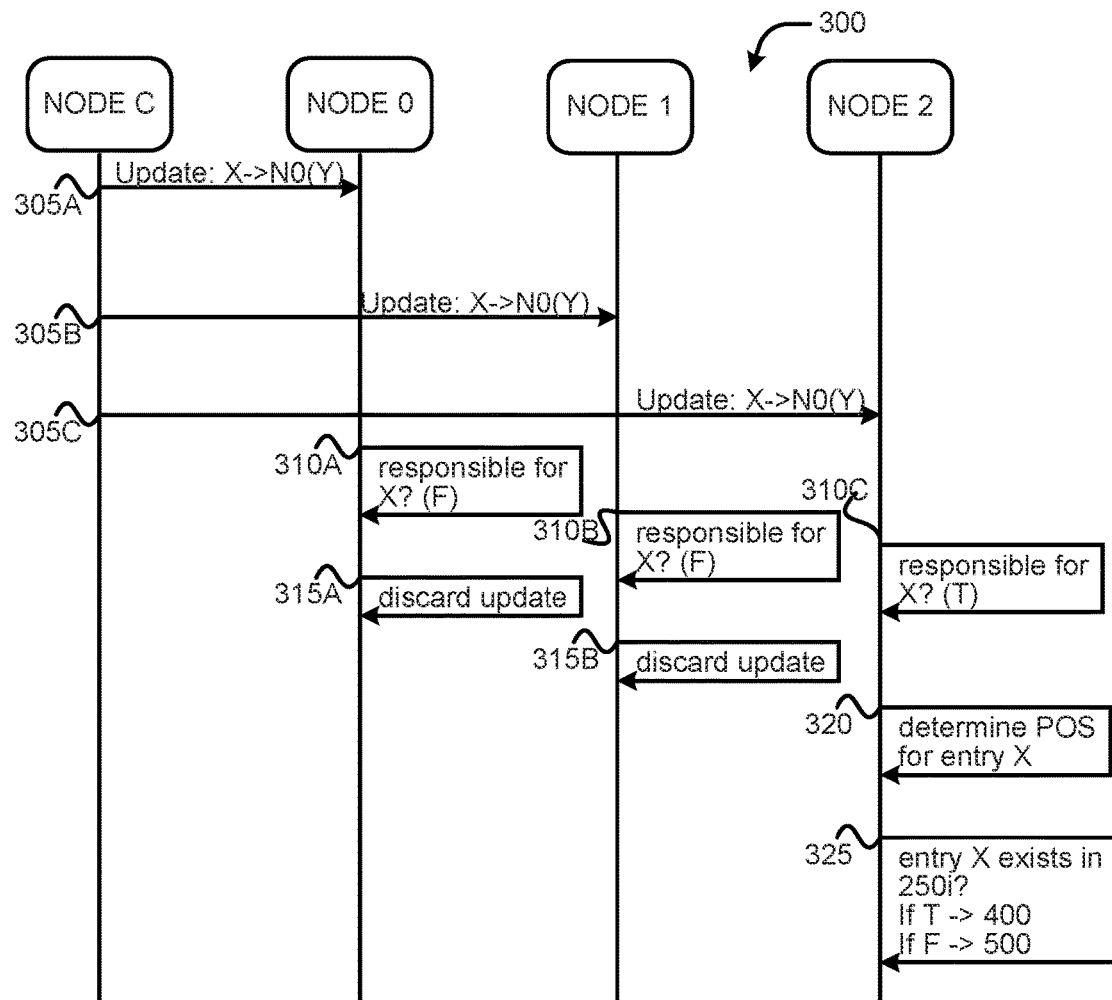 300
NODE C
NODE 0
NODE 1
NODE 2
Update: X->N0(Y)
305A
Update: X->N0(Y)
305B
Update: X->N0(Y)
305C
310A
responsible for
X? (F)
310B
responsible for
X? (F)
310C
responsible for
X? (T)
315A
discard update
315B
discard update
320
determine POS
for entry X
325
entry X exists in
250i?
If T -> 400
If F -> 500